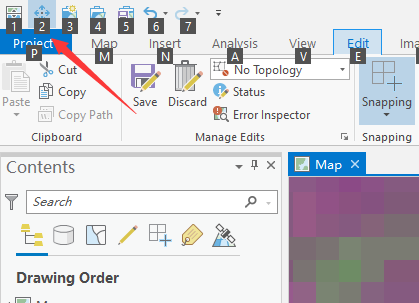 1 2 3 4 5 6 7
Project Map Insert Analysis View Edit Ima
P M N A V E
Paste
Cut
Copy
Copy Path
Clipboard
Save
Discard
No Topology
Status
Error Inspector
Manage Edits
Snapping
Snapping
Contents
Search
Drawing Order
Map